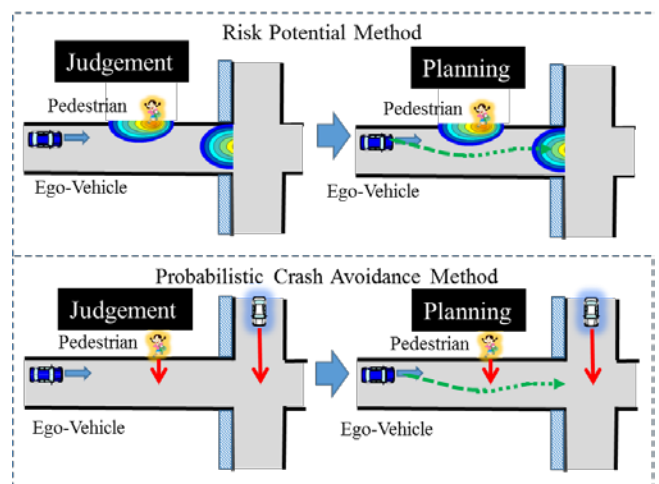 Risk Potential Method
Judgement
Planning
Pedestrian
Pedestrian
Ego-Vehicle
Ego-Vehicle
Probabilistic Crash Avoidance Method
Judgement
Planning
Pedestrian
Pedestrian
Ego-Vehicle
Ego-Vehicle